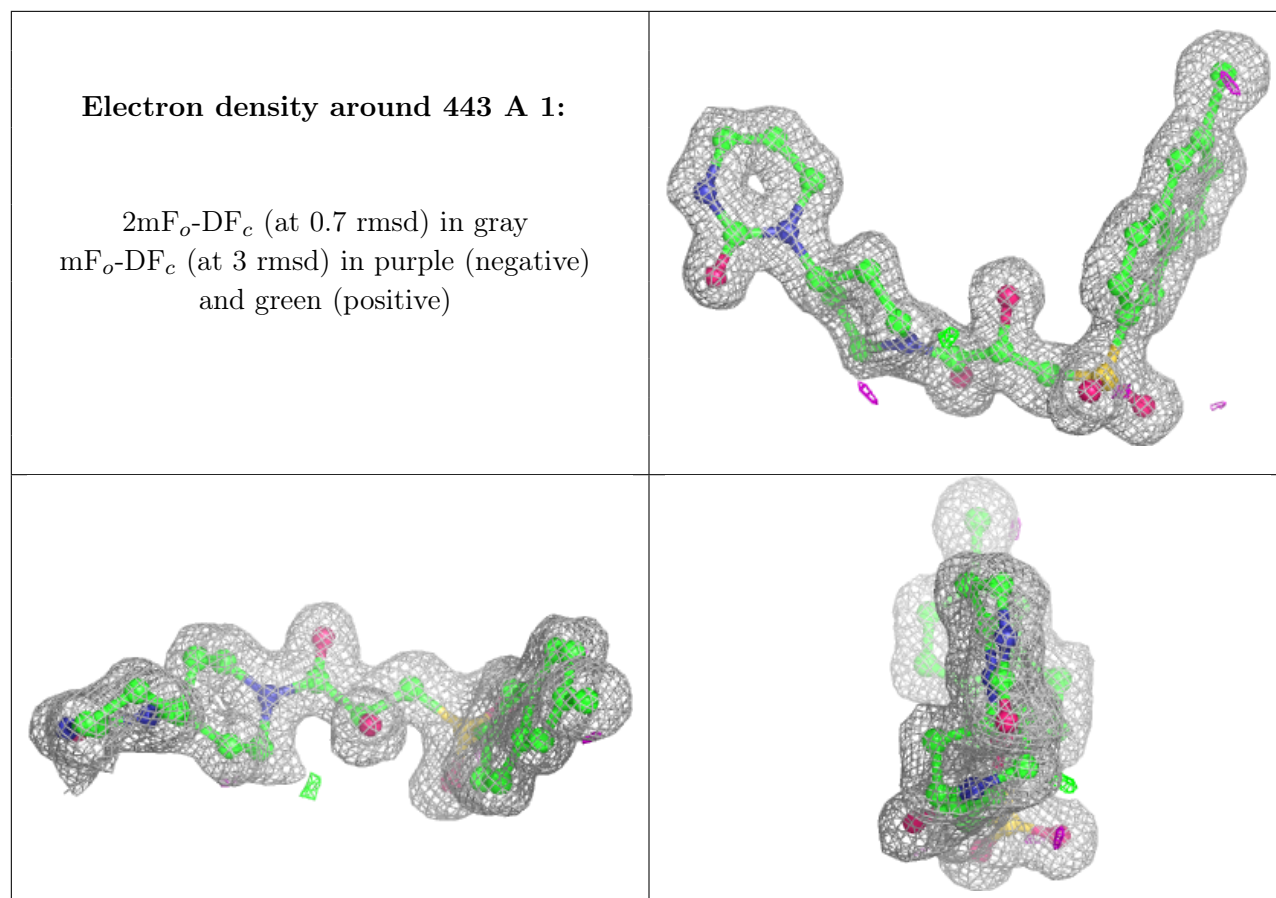 Electron density around 443 A 1:
2mFo-DFc (at 0.7 rmsd) in gray
mFo-DFc (at 3 rmsd) in purple (negative)
and green (positive)